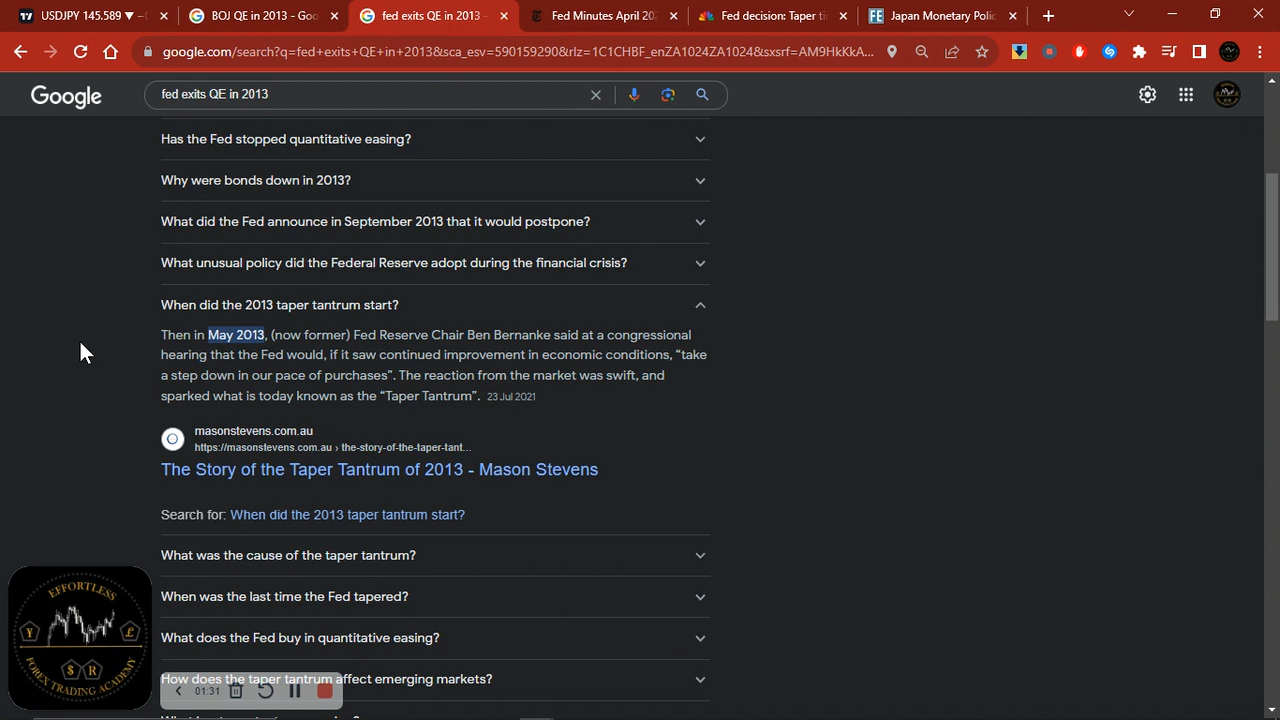 USDJPY 145.589
BOJ QE in 2013 - Goo
fed exits QE in 2013 -
Fed Minutes April 20
Fed decision: Taper ti
Japan Monetary Polic
google.com/search?q=fed+exits+QE+in+2013&sca_esv=590159290&rlz=1C1CHBF_enZA1024ZA1024&sxsrf=AM9HkKkA...
Google
fed exits QE in 2013
Has the Fed stopped quantitative easing?
Why were bonds down in 2013?
What did the Fed announce in September 2013 that it would postpone?
What unusual policy did the Federal Reserve adopt during the financial crisis?
When did the 2013 taper tantrum start?
Then in May 2013, (now former) Fed Reserve Chair Ben Bernanke said at a congressional
hearing that the Fed would, if it saw continued improvement in economic conditions, “take
a step down in our pace of purchases”. The reaction from the market was swift, and
sparked what is today known as the “Taper Tantrum”. 23 Jul 2021
masonstevens.com.au
https://masonstevens.com.au › the-story-of-the-taper-tant...
The Story of the Taper Tantrum of 2013 - Mason Stevens
Search for: When did the 2013 taper tantrum start?
What was the cause of the taper tantrum?
When was the last time the Fed tapered?
What does the Fed buy in quantitative easing?
How does the taper tantrum affect emerging markets?
01:31
EFFORTLESS
¥ £
$ R
FOREX TRADING ACADEMY